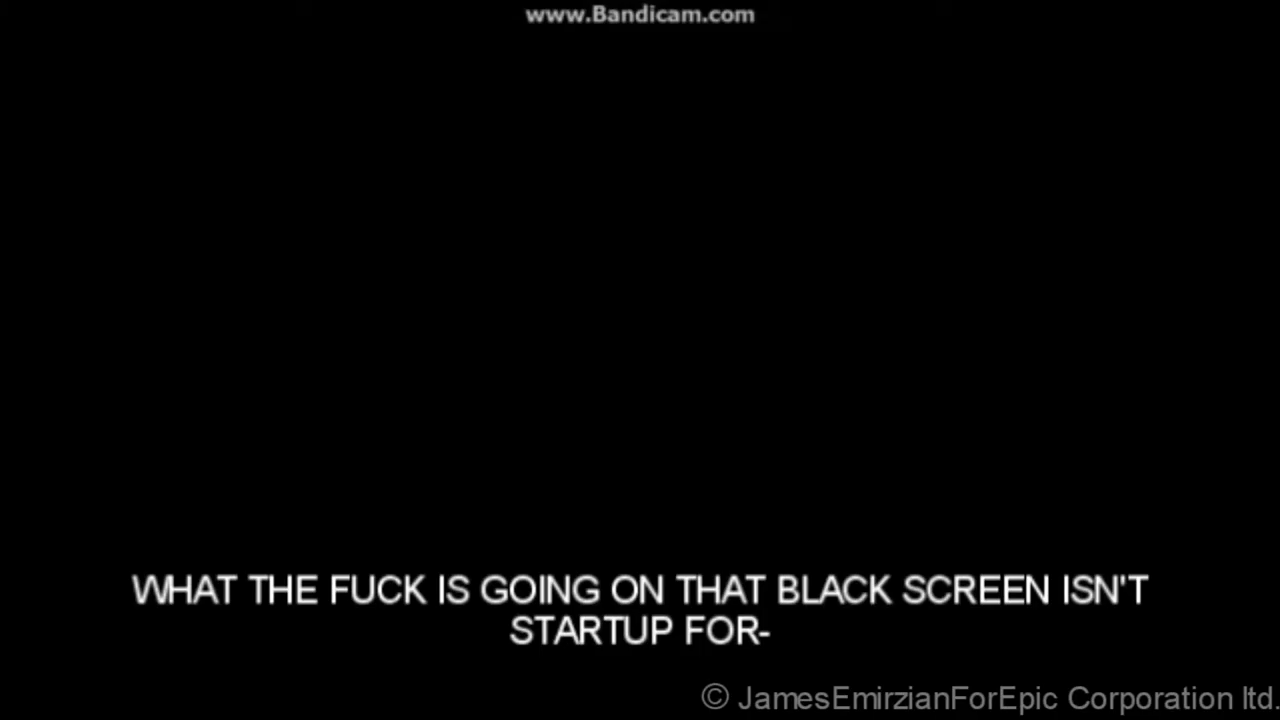 www.Bandicam.com
WHAT THE FUCK IS GOING ON THAT BLACK SCREEN ISN'T
STARTUP FOR-
© JamesEmirzianForEpic Corporation ltd.